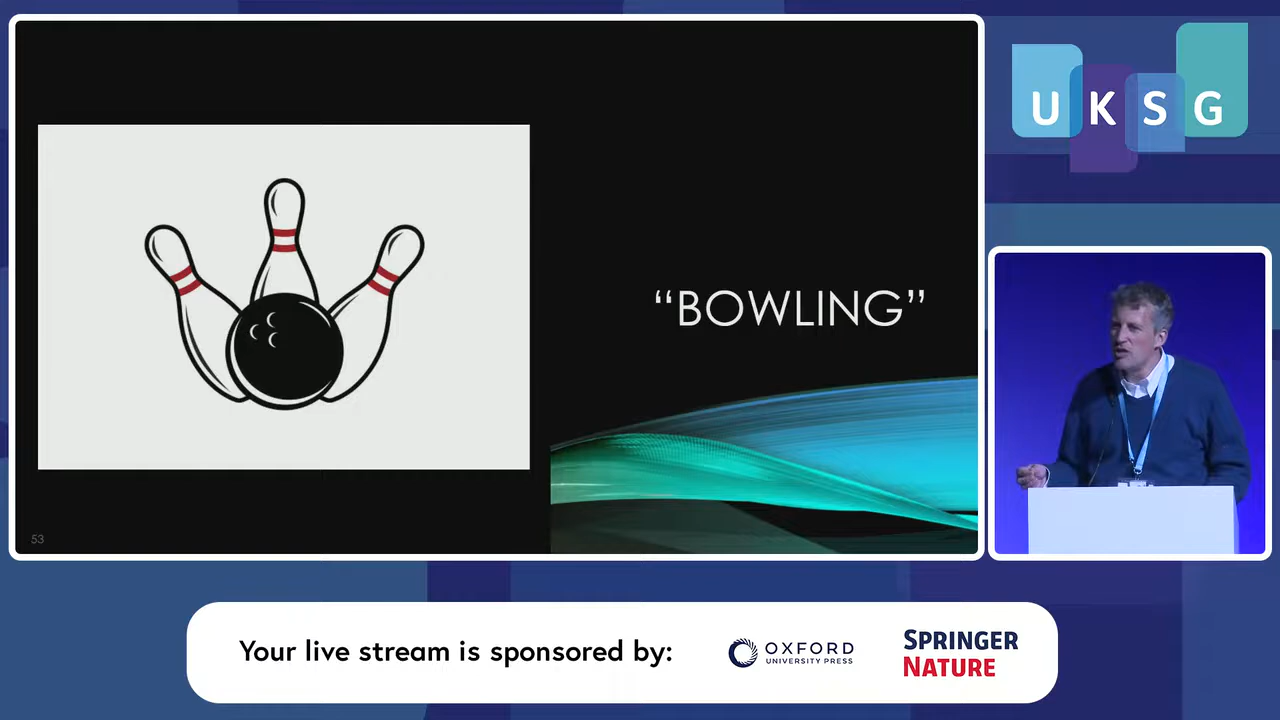 “BOWLING”
53
UKSG
Your live stream is sponsored by:
OXFORD
UNIVERSITY PRESS
SPRINGER
NATURE